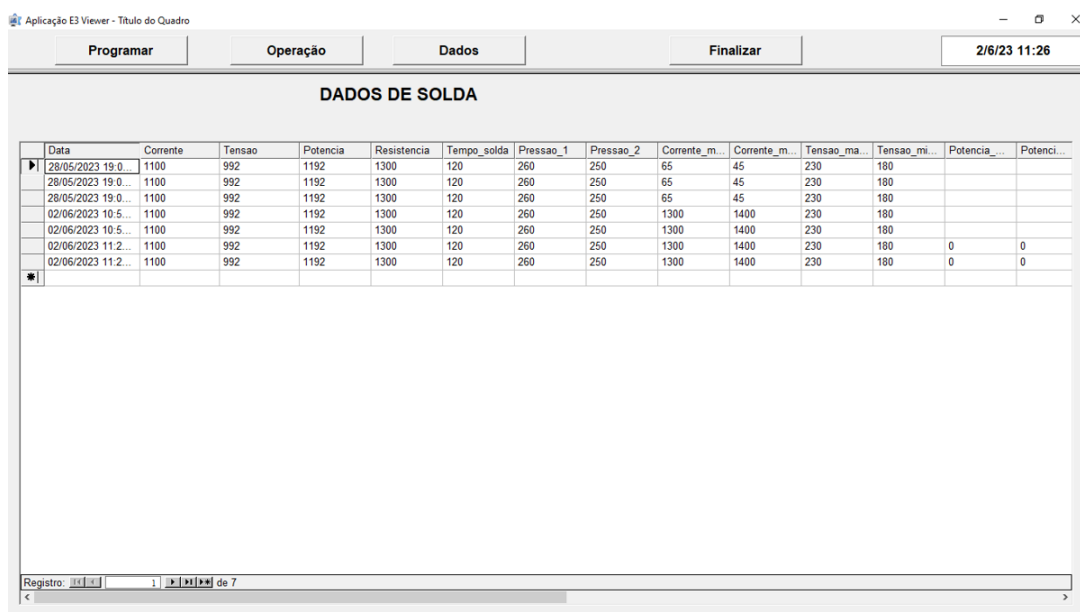 Aplicação E3 Viewer - Título do Quadro
Programar Operação Dados Finalizar 2/6/23 11:26
DADOS DE SOLDA
Data Corrente Tensao Potencia Resistencia Tempo_solda Pressao_1 Pressao_2 Corrente_m... Corrente_m... Tensao_ma... Tensao_mi... Potencia_... Potenci...
28/05/2023 19:0... 1100 992 1192 1300 120 260 250 65 45 230 180
28/05/2023 19:0... 1100 992 1192 1300 120 260 250 65 45 230 180
28/05/2023 19:0... 1100 992 1192 1300 120 260 250 65 45 230 180
02/06/2023 10:5... 1100 992 1192 1300 120 260 250 1300 1400 230 180
02/06/2023 10:5... 1100 992 1192 1300 120 260 250 1300 1400 230 180
02/06/2023 11:2... 1100 992 1192 1300 120 260 250 1300 1400 230 180 0 0
02/06/2023 11:2... 1100 992 1192 1300 120 260 250 1300 1400 230 180 0 0
Registro: 1 de 7